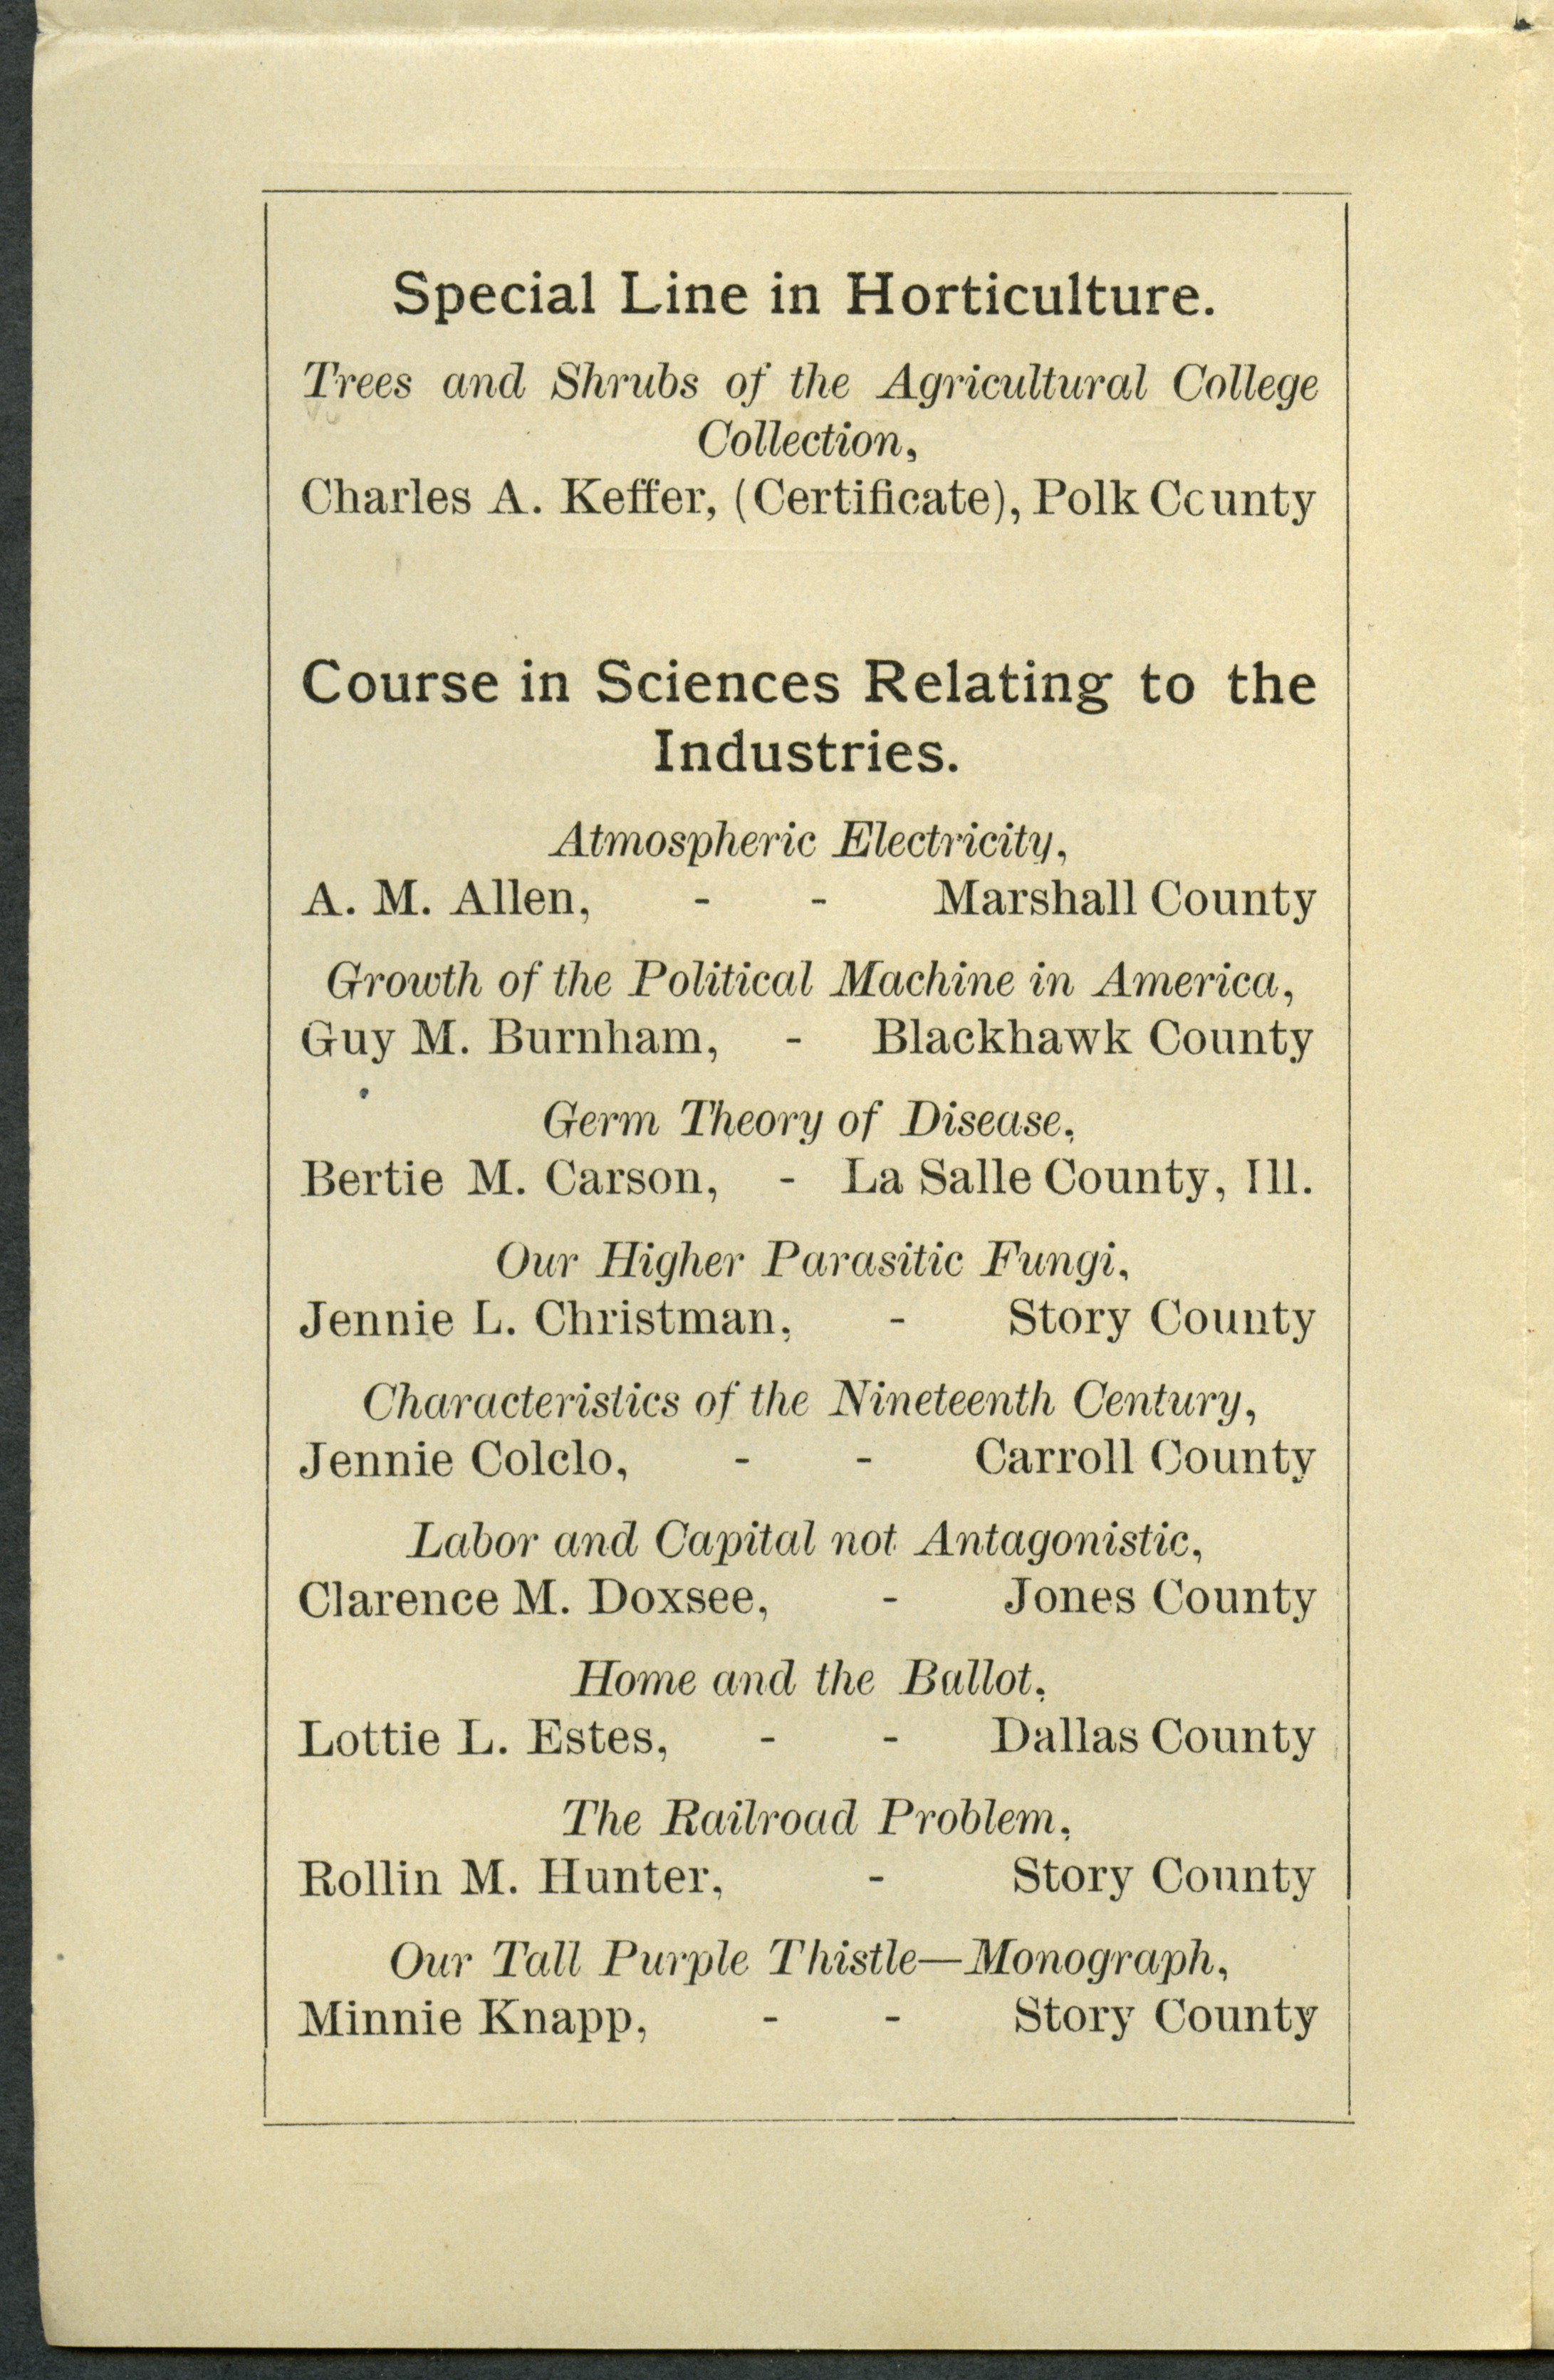 Special Line in Horticulture.
Trees and Shrubs of the Agricultural College
Collection,
Charles A. Keffer, (Certificate), Polk Ccunty
Course in Sciences Relating to the
Industries.
Atmospheric Electricity,
A. M. Allen, - - Marshall County
Growth of the Political Machine in America,
Guy M. Burnham, - Blackhawk County
Germ Theory of Disease,
Bertie M. Carson, - La Salle County, Ill.
Our Higher Parasitic Fungi,
Jennie L. Christman, - Story County
Characteristics of the Nineteenth Century,
Jennie Colclo, - - Carroll County
Labor and Capital not Antagonistic,
Clarence M. Doxsee, - Jones County
Home and the Ballot,
Lottie L. Estes, - - Dallas County
The Railroad Problem,
Rollin M. Hunter, - Story County
Our Tall Purple Thistle—Monograph,
Minnie Knapp, - - Story County